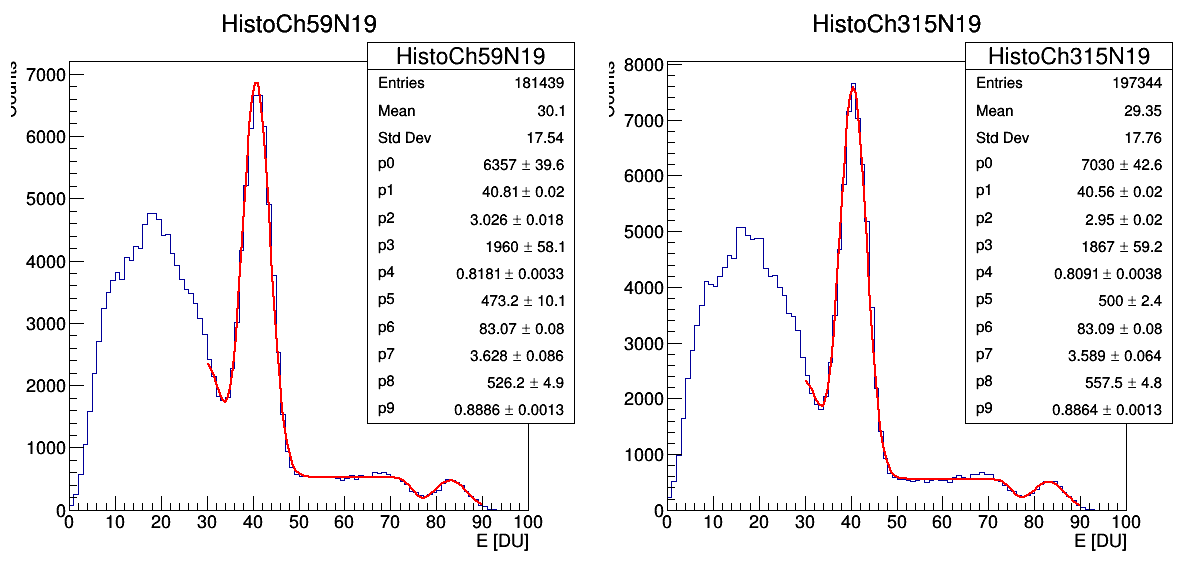 HistoCh59N19
HistoCh59N19
Entries 181439
Mean 30.1
Std Dev 17.54
p0 6357 ± 39.6
p1 40.81 ± 0.02
p2 3.026 ± 0.018
p3 1960 ± 58.1
p4 0.8181 ± 0.0033
p5 473.2 ± 10.1
p6 83.07 ± 0.08
p7 3.628 ± 0.086
p8 526.2 ± 4.9
p9 0.8886 ± 0.0013
7000
6000
5000
4000
3000
2000
1000
0
0 10 20 30 40 50 60 70 80 90 100
E [DU]
HistoCh315N19
HistoCh315N19
Entries 197344
Mean 29.35
Std Dev 17.76
p0 7030 ± 42.6
p1 40.56 ± 0.02
p2 2.95 ± 0.02
p3 1867 ± 59.2
p4 0.8091 ± 0.0038
p5 500 ± 2.4
p6 83.09 ± 0.08
p7 3.589 ± 0.064
p8 557.5 ± 4.8
p9 0.8864 ± 0.0013
8000
7000
6000
5000
4000
3000
2000
1000
0
0 10 20 30 40 50 60 70 80 90 100
E [DU]